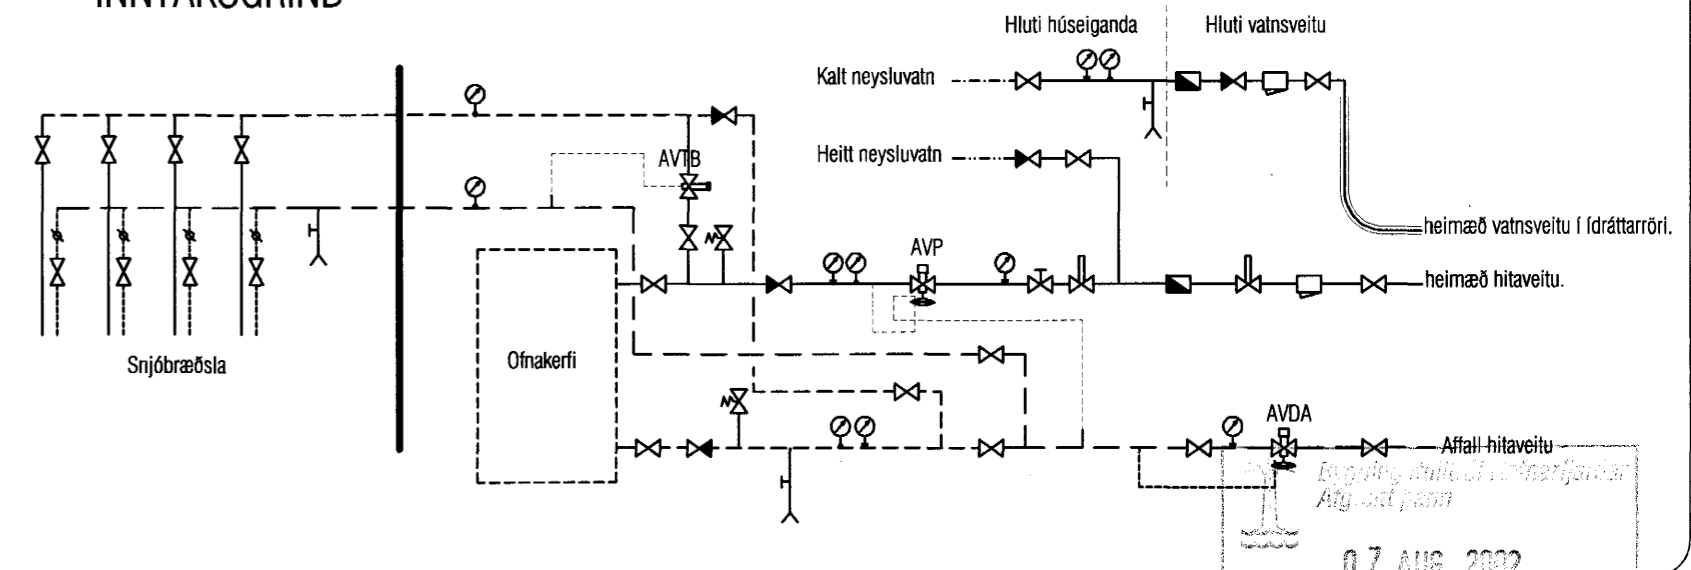 INNTAKSGRIND
Hluti húseiganda
Hluti vatnsveitu
Kalt neysluvatn
AVTB
Heitt neysluvatn
heimæð vatnsveitu í ídráttarröri.
AVP
heimæð hitaveitu.
Snjóbræðsla
Ofnakerfi
AVDA
Affall hitaveitu
07 AUG 2002